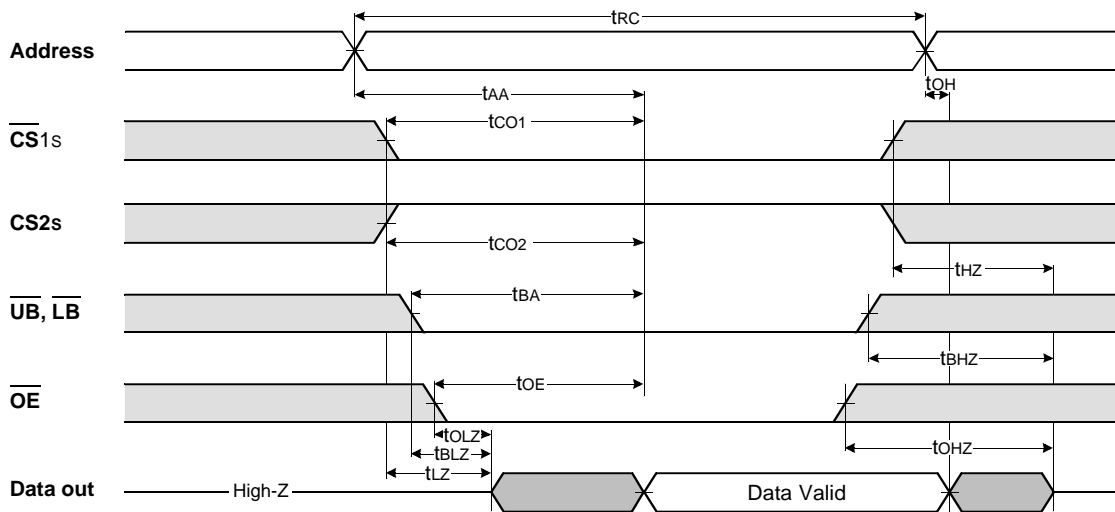 tRC
Address
tOH
tAA
tCO1
CS1S
CS2s
tCO2
tHZ
tBA
UB, LB
tBHZ
tOE
OE
tOLZ
tOHZ
tBLZ
tLZ
Data out
High-Z
Data Valid